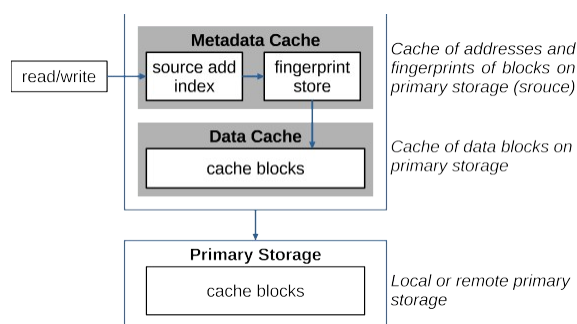 Metadata Cache
read/write
source add
index
fingerprint
store
Cache of addresses and
fingerprints of blocks on
primary storage (srouce)
Data Cache
cache blocks
Cache of data blocks on
primary storage
Primary Storage
cache blocks
Local or remote primary
storage